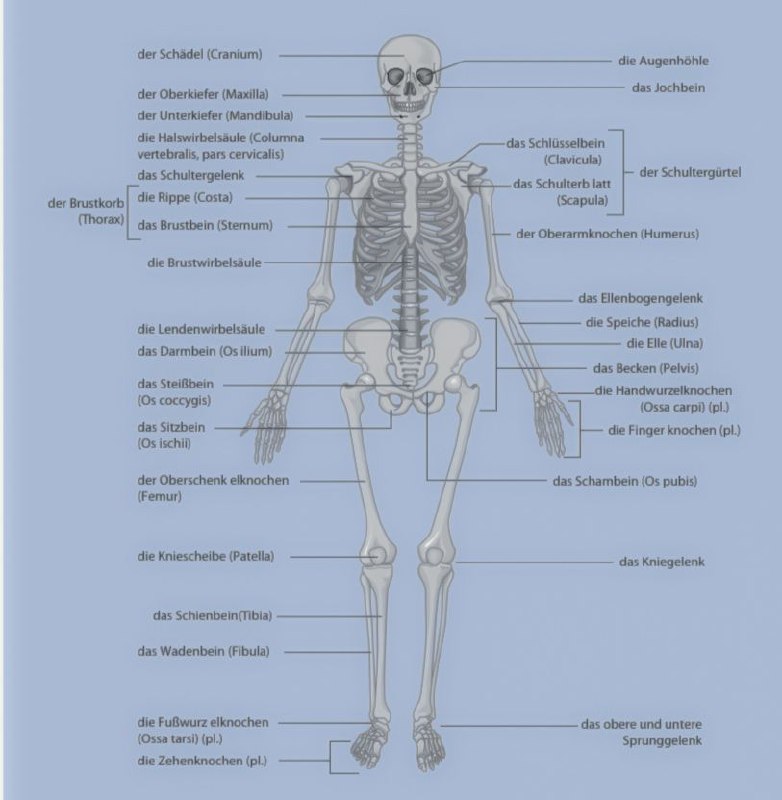 der Schädel (Cranium)
der Oberkiefer (Maxilla)
der Unterkiefer (Mandibula)
die Halswirbelsäule (Columna
vertebralis, pars cervicalis)
das Schultergelenk
der Brustkorb
(Thorax)
die Rippe (Costa)
das Brustbein (Sternum)
die Brustwirbelsäule
die Lendenwirbelsäule
das Darmbein (Os ilium)
das Steißbein
(Os coccygis)
das Sitzbein
(Os ischii)
der Oberschenk elknochen
(Femur)
die Kniescheibe (Patella)
das Schienbein(Tibia)
das Wadenbein (Fibula)
die Fußwurz elknochen
(Ossa tarsi) (pl.)
die Zehenknochen (pl.)
die Augenhöhle
das Jochbein
das Schlüsselbein
(Clavicula)
der Schultergürtel
das Schulterb latt
(Scapula)
der Oberarmknochen (Humerus)
das Ellenbogengelenk
die Speiche (Radius)
die Elle (Ulna)
das Becken (Pelvis)
die Handwurzelknochen
(Ossa carpi) (pl.)
die Finger knochen (pl.)
das Schambein (Os pubis)
das Kniegelenk
das obere und untere
Sprunggelenk